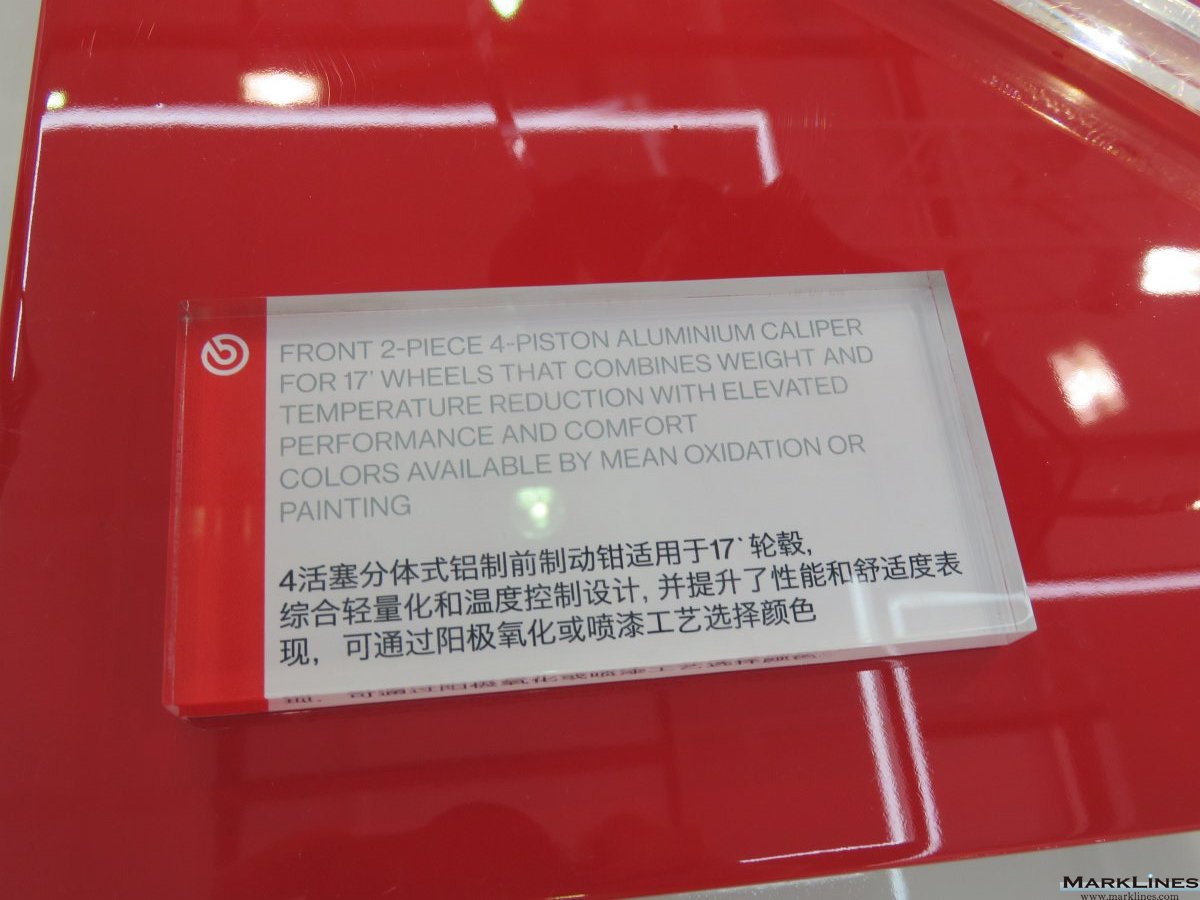 FRONT 2-PIECE 4-PISTON ALUMINIUM CALIPER
FOR 17' WHEELS THAT COMBINES WEIGHT AND
TEMPERATURE REDUCTION WITH ELEVATED
PERFORMANCE AND COMFORT
COLORS AVAILABLE BY MEAN OXIDATION OR
PAINTING
4活塞分体式铝制前制动钳适用于17`轮毂,
综合轻量化和温度控制设计, 并提升了性能和舒适度表
现，可通过阳极氧化或喷漆工艺选择颜色
MARKLINES
www.marklines.com